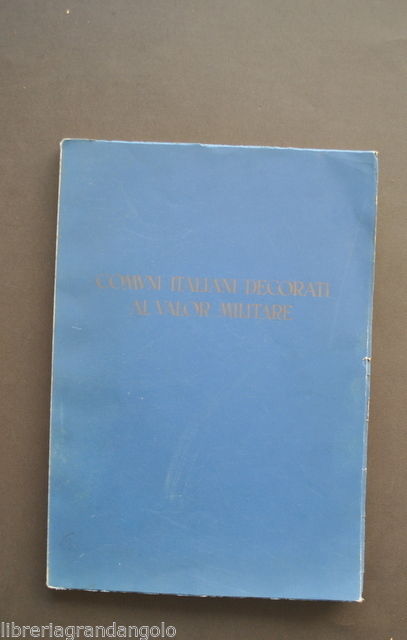 COMVNI ITALIANI DECORATI
AL VALOR MILITARE
libreriagrandangolo